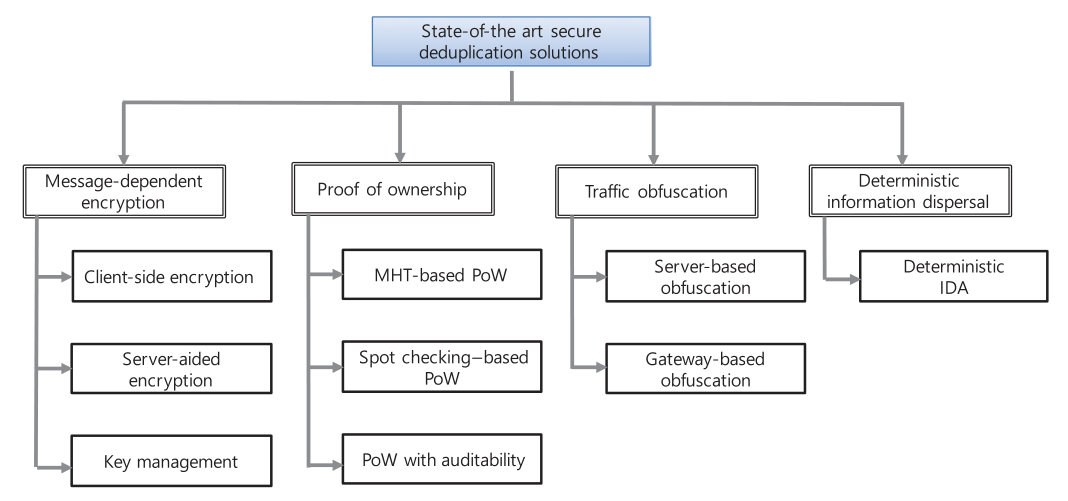 State-of-the art secure
deduplication solutions
Message-dependent
encryption
Client-side encryption
Server-aided
encryption
Key management
Proof of ownership
MHT-based PoW
Spot checking–based
PoW
PoW with auditability
Traffic obfuscation
Server-based
obfuscation
Gateway-based
obfuscation
Deterministic
information dispersal
Deterministic
IDA